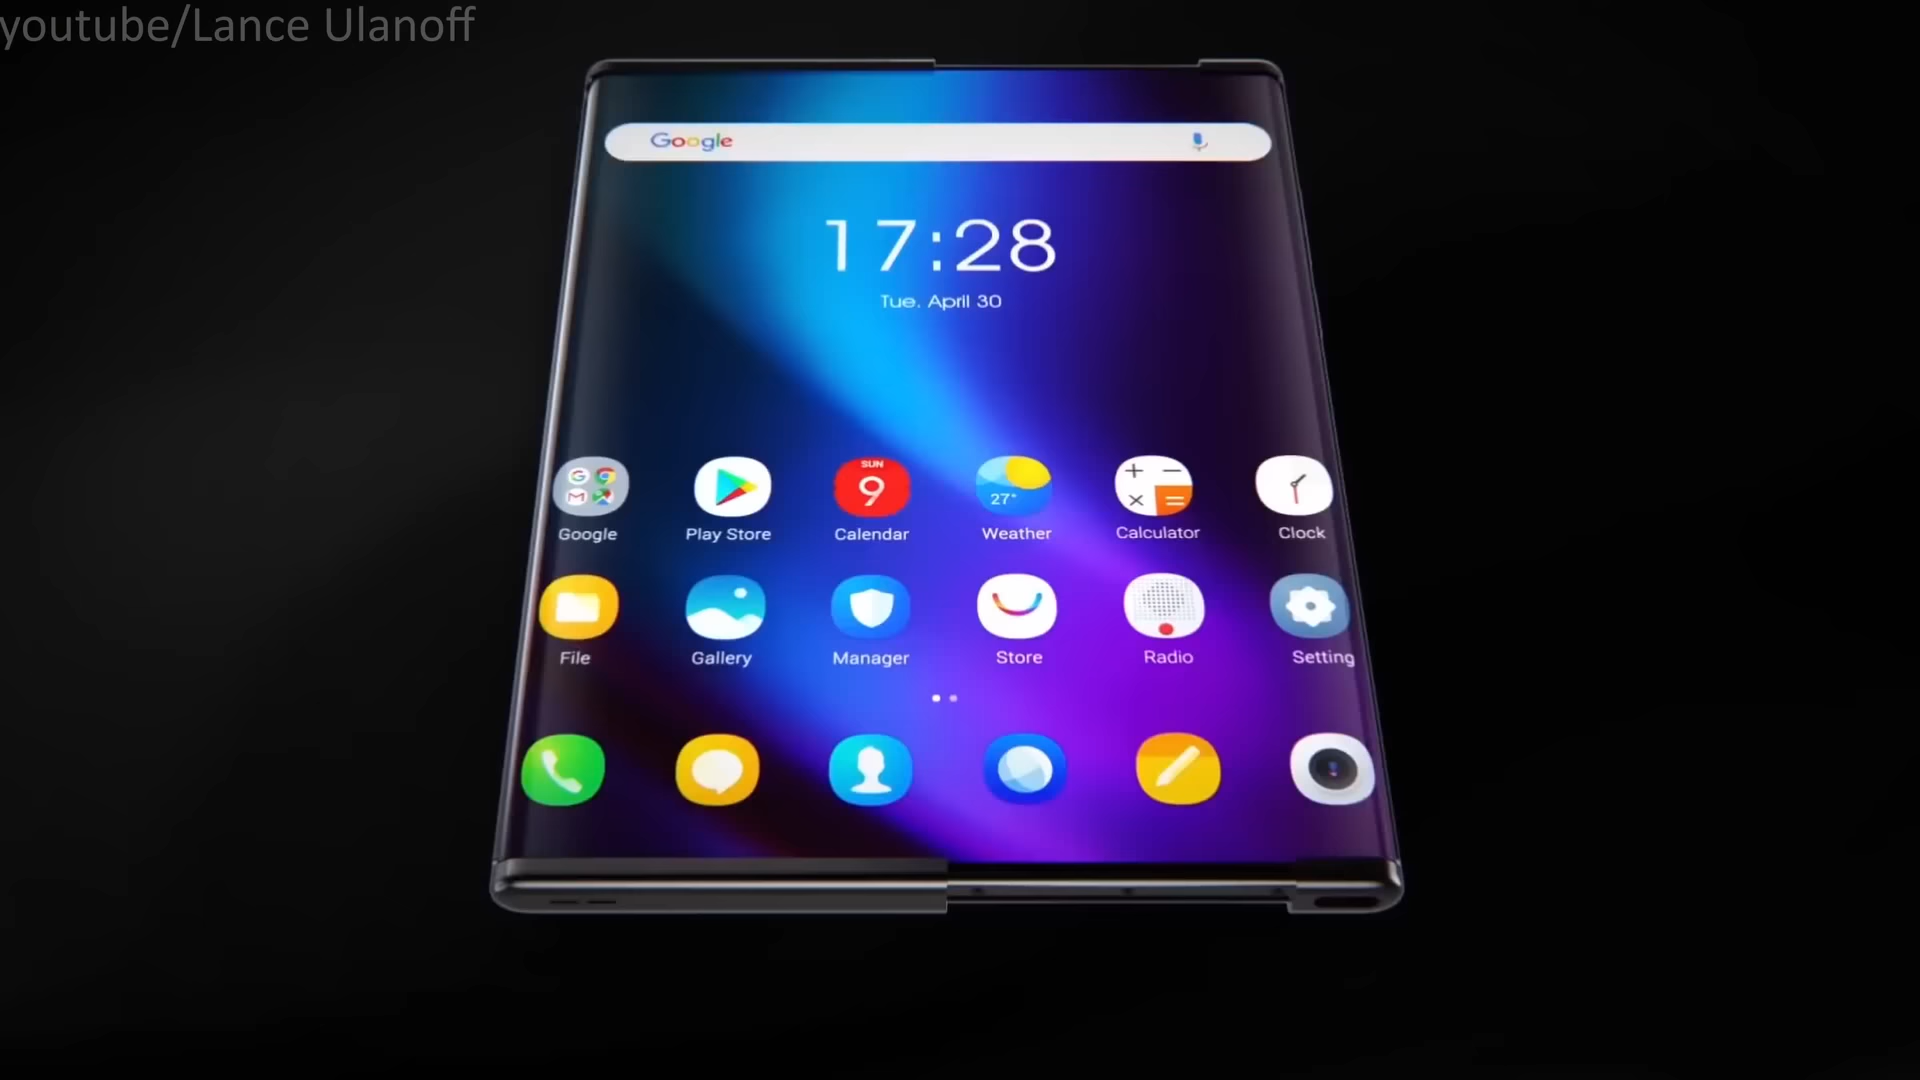 youtube/Lance Ulanoff
Google
17:28
Tue. April 30
SUN
9
27°
Google
Play Store
Calendar
Weather
Calculator
Clock
File
Gallery
Manager
Store
Radio
Setting